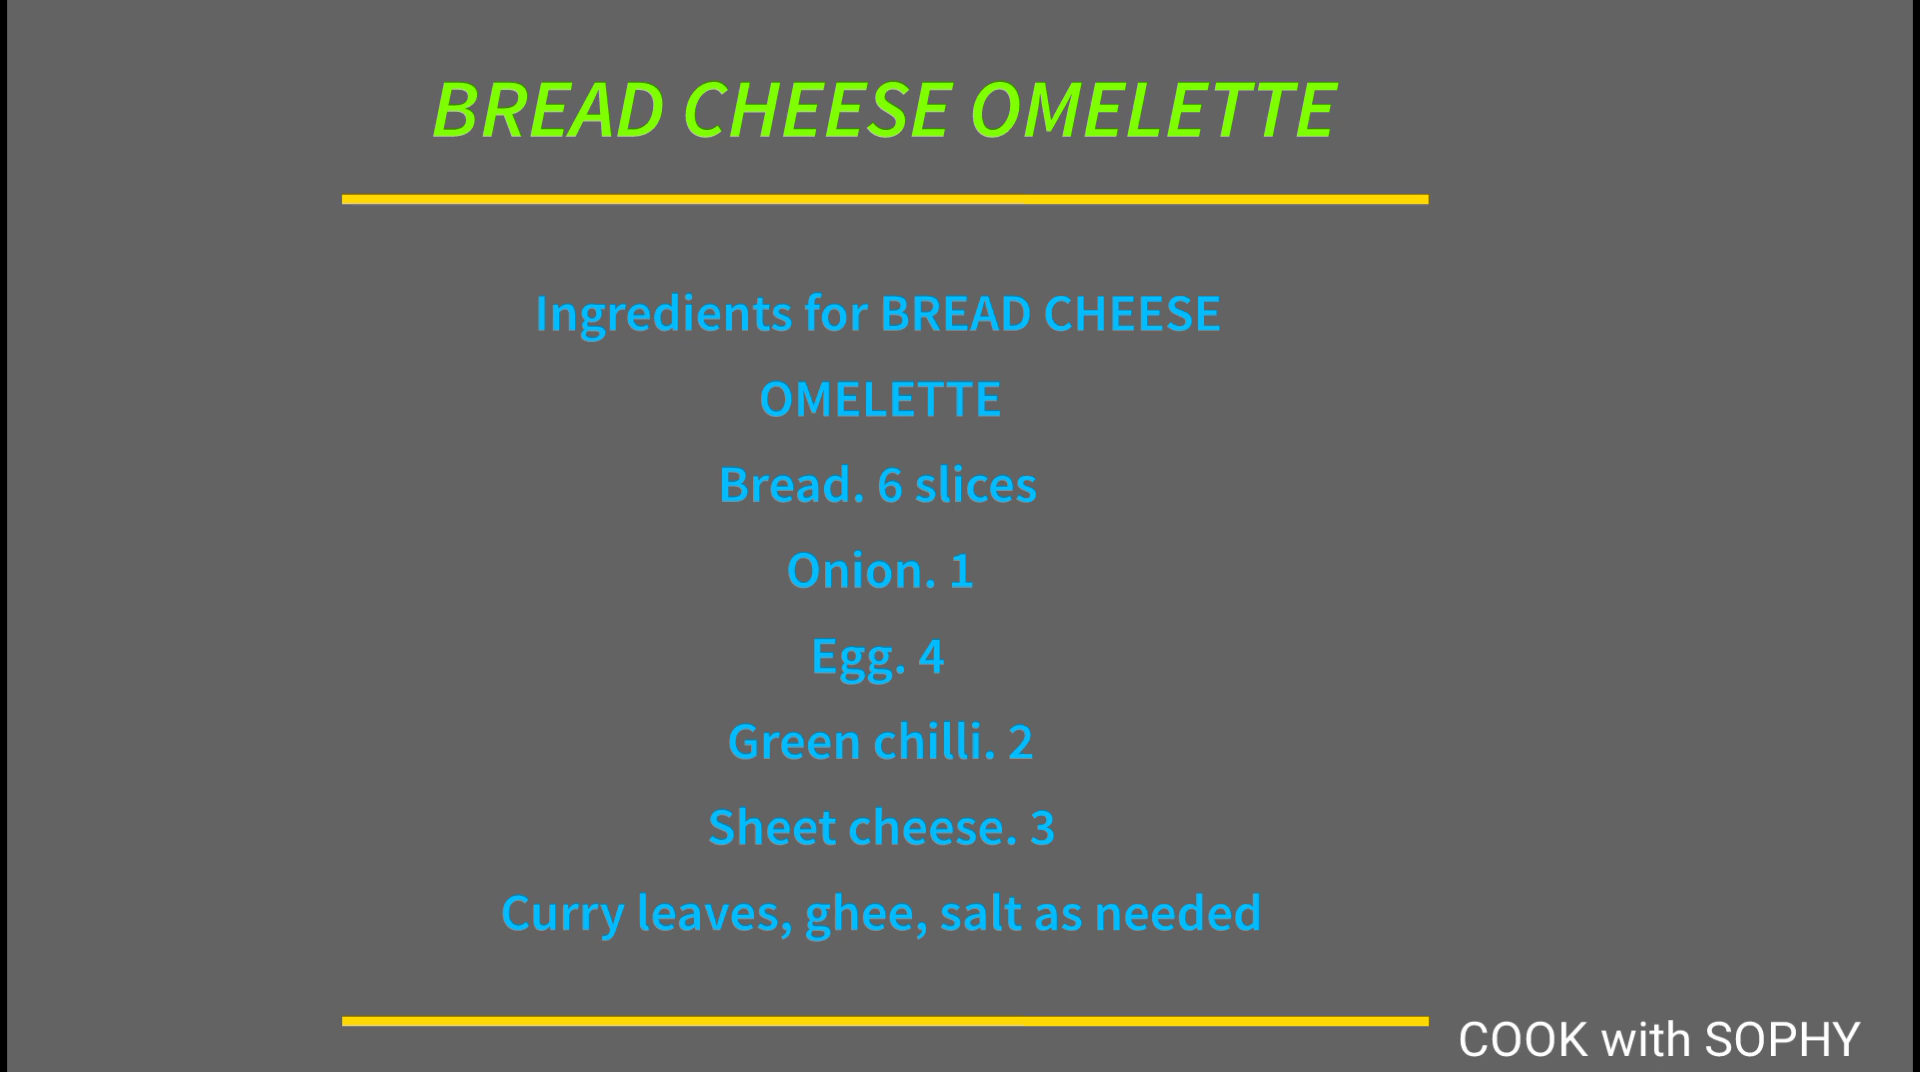 BREAD CHEESE OMELETTE
Ingredients for BREAD CHEESE
OMELETTE
Bread. 6 slices
Onion. 1
Egg. 4
Green chilli. 2
Sheet cheese. 3
Curry leaves, ghee, salt as needed
COOK with SOPHY